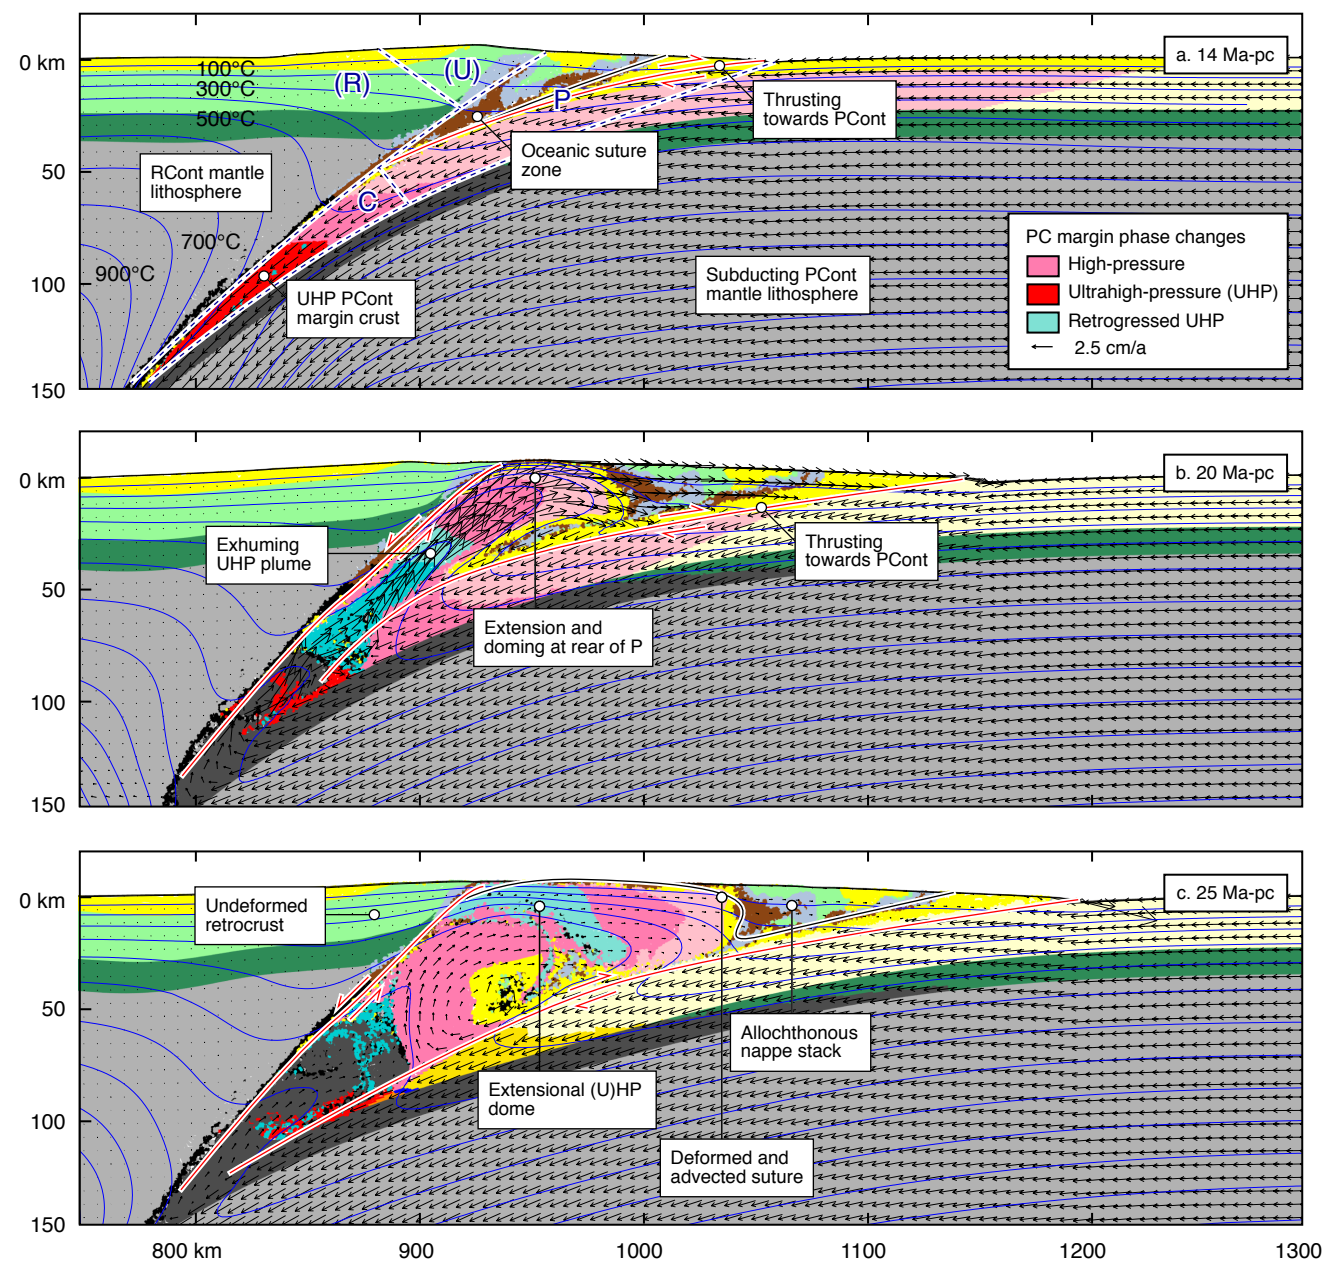 a. 14 Ma-pc
0 km
50
100
150
100°C
300°C
500°C
700°C
900°C
(R)
(U)
P
C
RCont mantle
lithosphere
Oceanic suture
zone
Thrusting
towards PCont
UHP PCont
margin crust
Subducting PCont
mantle lithosphere
PC margin phase changes
High-pressure
Ultrahigh-pressure (UHP)
Retrogressed UHP
2.5 cm/a
b. 20 Ma-pc
0 km
50
100
150
Exhuming
UHP plume
Thrusting
towards PCont
Extension and
doming at rear of P
c. 25 Ma-pc
0 km
50
100
150
Undeformed
retrocrust
Allochthonous
nappe stack
Extensional (U)HP
dome
Deformed and
advected suture
800 km
900
1000
1100
1200
1300